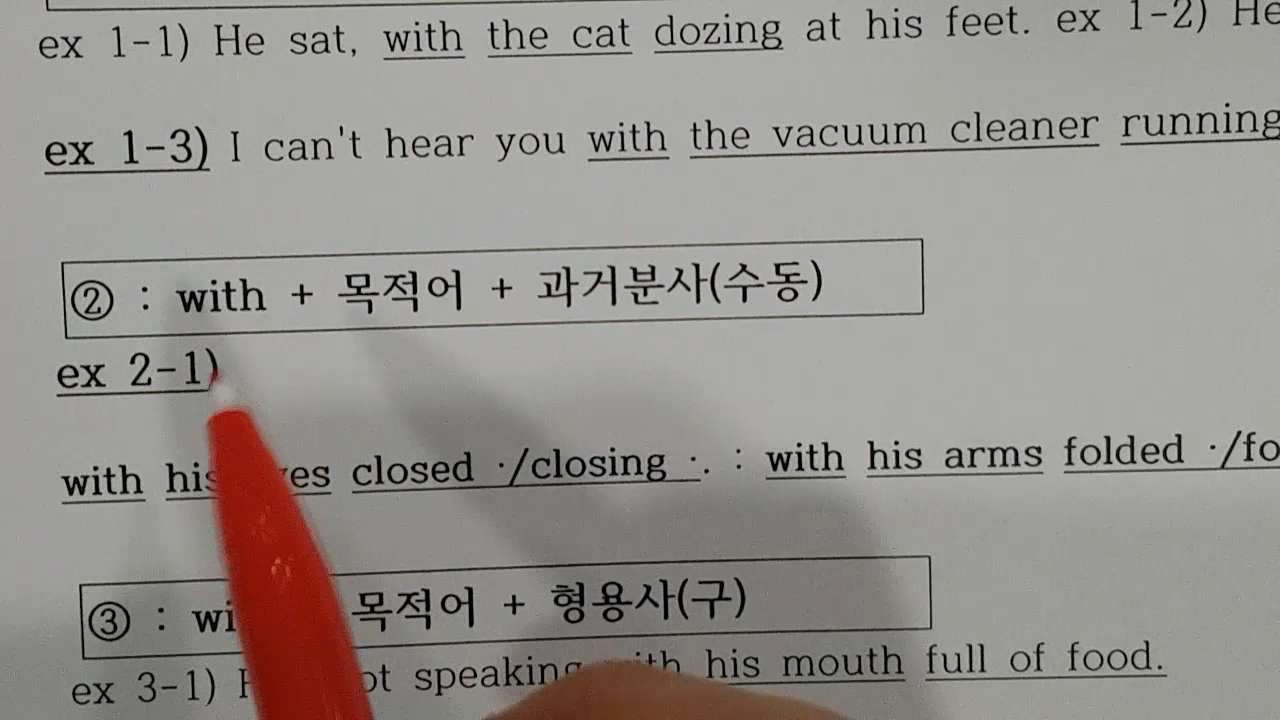 ex 1-1) He sat, with the cat dozing at his feet. ex 1-2) He
ex 1-3) I can't hear you with the vacuum cleaner running
② : with + 목적어 + 과거분사(수동)
ex 2-1)
with his closed ·/closing ·. : with his arms folded ·/fo
③ : 목적어 + 형용사(구)
ex 3-1) speaking with his mouth full of food.